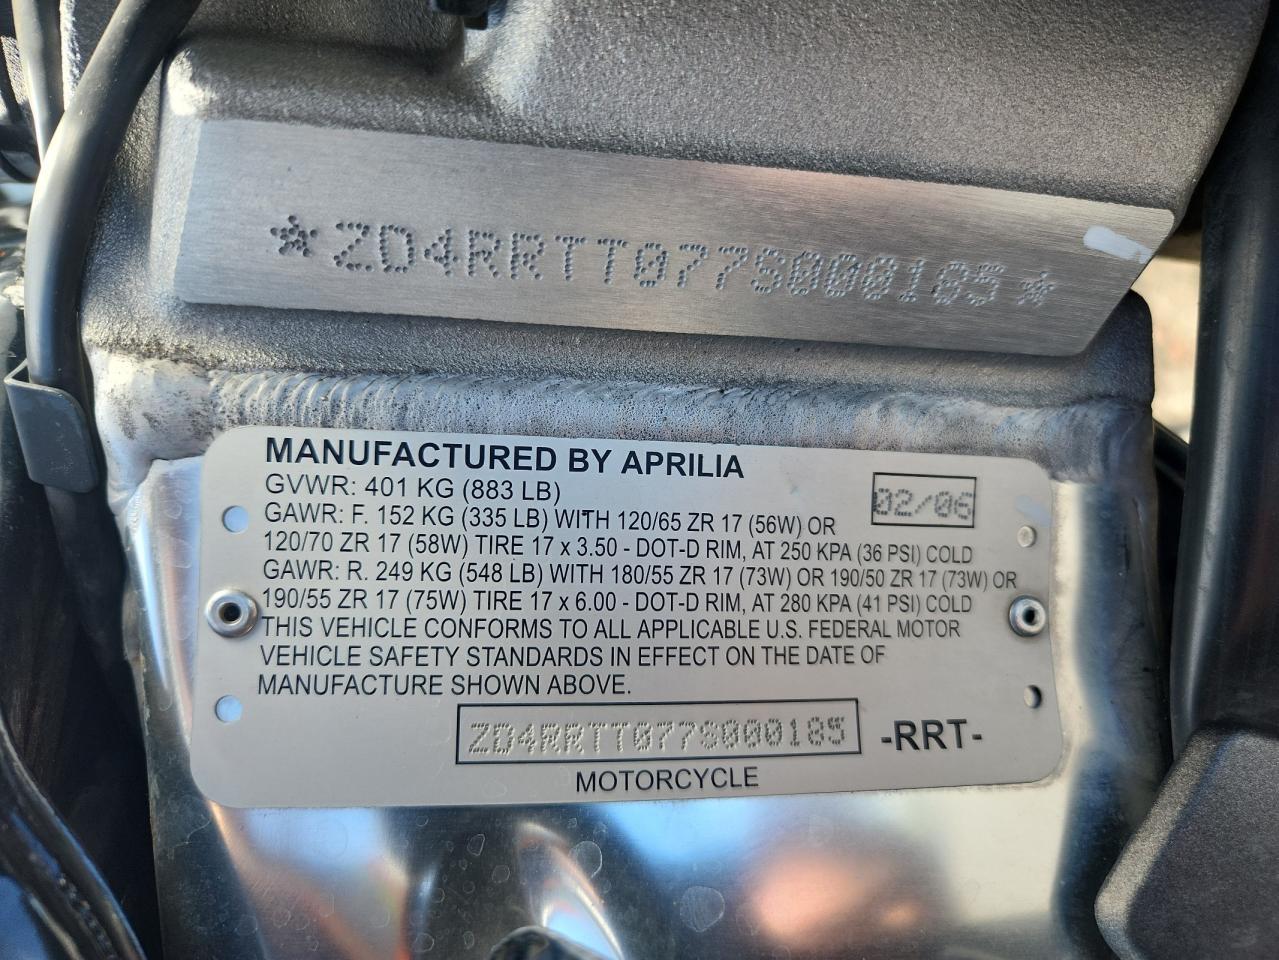 *ZD4RRTT077S000185*
MANUFACTURED BY APRILIA
GVWR: 401 KG (883 LB)
02/06
GAWR: F. 152 KG (335 LB) WITH 120/65 ZR 17 (56W) OR
120/70 ZR 17 (58W) TIRE 17 x 3.50 - DOT-D RIM, AT 250 KPA (36 PSI) COLD
GAWR: R. 249 KG (548 LB) WITH 180/55 ZR 17 (73W) OR 190/50 ZR 17 (73W) OR
190/55 ZR 17 (75W) TIRE 17 x 6.00 - DOT-D RIM, AT 280 KPA (41 PSI) COLD
THIS VEHICLE CONFORMS TO ALL APPLICABLE U.S. FEDERAL MOTOR
VEHICLE SAFETY STANDARDS IN EFFECT ON THE DATE OF
MANUFACTURE SHOWN ABOVE.
ZD4RRTT077S000185 -RRT-
MOTORCYCLE